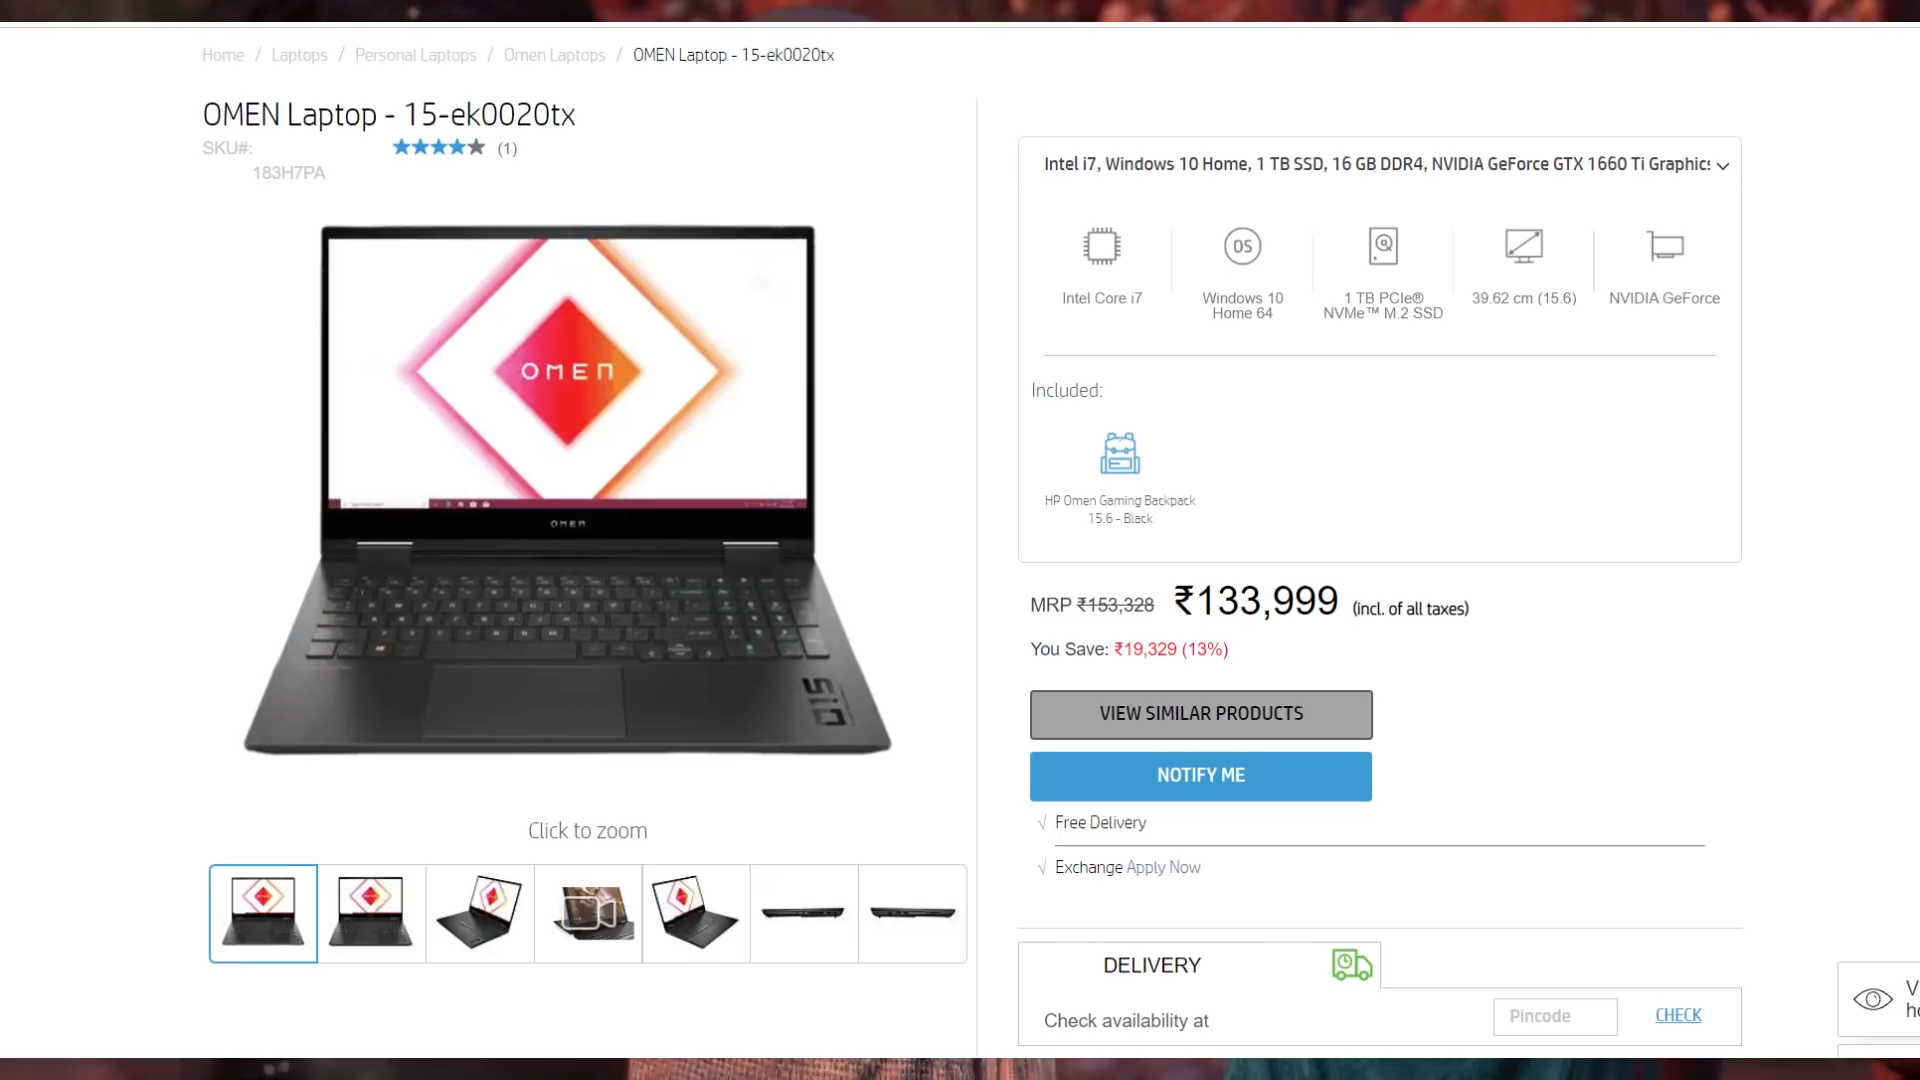 Home / Laptops / Personal Laptops / Omen Laptops / OMEN Laptop - 15-ek0020tx
OMEN Laptop - 15-ek0020tx
SKU#:
(1)
183H7PA
OMEN
OMEN
15
Click to zoom
Intel i7, Windows 10 Home, 1 TB SSD, 16 GB DDR4, NVIDIA GeForce GTX 1660 Ti Graphics
OS
Intel Core i7
Windows 10
Home 64
1 TB PCIe®
NVMe™ M.2 SSD
39.62 cm (15.6)
NVIDIA GeForce
Included:
HP Omen Gaming Backpack
15.6 - Black
MRP ₹153,328 ₹133,999 (incl. of all taxes)
You Save: ₹19,329 (13%)
VIEW SIMILAR PRODUCTS
NOTIFY ME
√ Free Delivery
√ Exchange Apply Now
DELIVERY
Check availability at
Pincode
CHECK